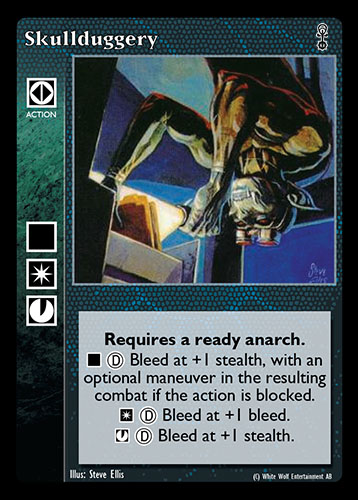 Skullduggery
ACTION
Requires a ready anarch.
D Bleed at +1 stealth, with an
optional maneuver in the resulting
combat if the action is blocked.
D Bleed at +1 bleed.
D Bleed at +1 stealth.
Illus: Steve Ellis
(C) White Wolf Entertainment AB